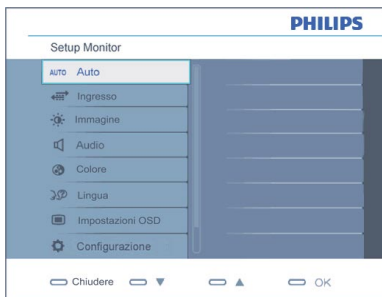 PHILIPS
Setup Monitor
AUTO Auto
Ingresso
Immagine
Audio
Colore
Lingua
Impostazioni OSD
Configurazione
Chiudere ▼ ▲ OK